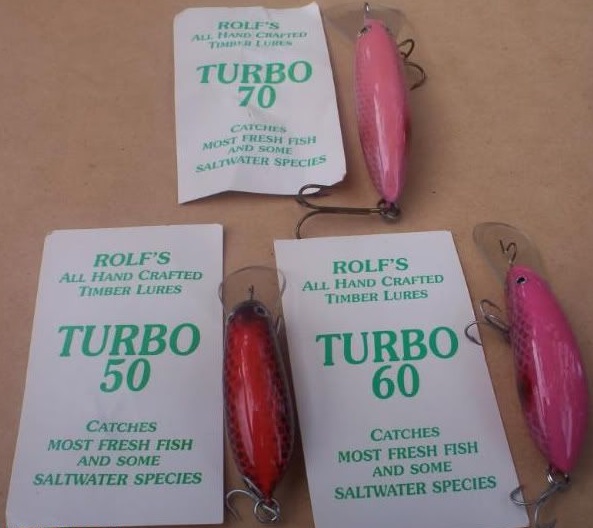 ROLF'S
ALL HAND CRAFTED
TIMBER LURES
TURBO
70
CATCHES
MOST FRESH FISH
AND SOME
SALTWATER SPECIES
ROLF'S
ALL HAND CRAFTED
TIMBER LURES
TURBO
50
CATCHES
MOST FRESH FISH
AND SOME
SALTWATER SPECIES
ROLF'S
ALL HAND CRAFTED
TIMBER LURES
TURBO
60
CATCHES
MOST FRESH FISH
AND SOME
SALTWATER SPECIES